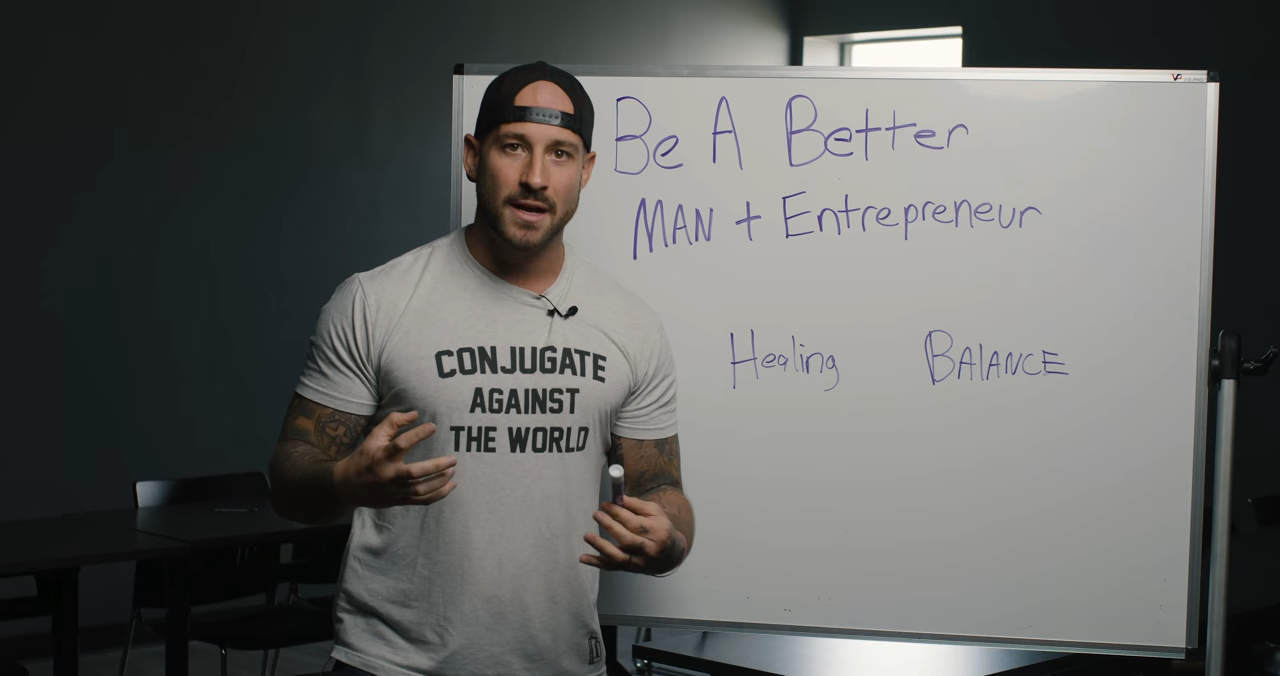 Be A Better
MAN + Entrepreneur
Healing BALANCE
CONJUGATE
AGAINST
THE WORLD